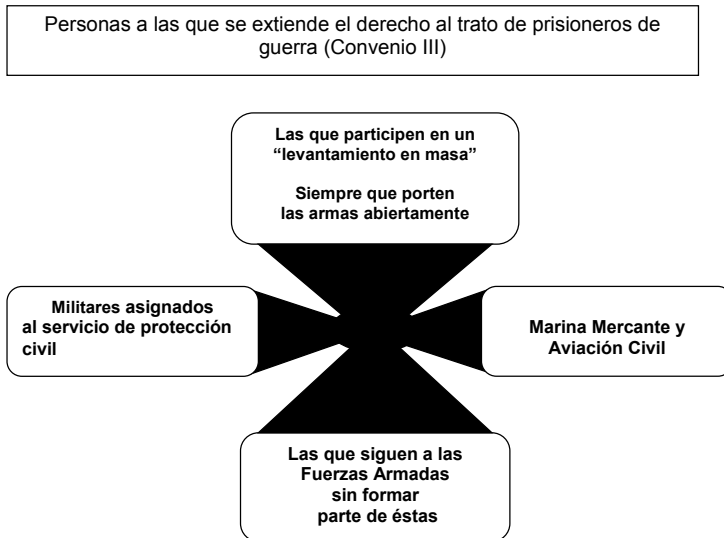 Personas a las que se extiende el derecho al trato de prisioneros de
guerra (Convenio III)
Las que participen en un
“levantamiento en masa”
Siempre que porten
las armas abiertamente
Militares asignados
al servicio de protección
civil
Marina Mercante y
Aviación Civil
Las que siguen a las
Fuerzas Armadas
sin formar
parte de éstas